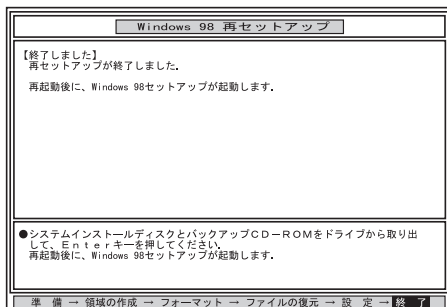 Windows 98 再セットアップ
【終了しました】
再セットアップが終了しました．
再起動後に、Windows 98セットアップが起動します．
●システムインストールディスクとバックアップＣＤ－ＲＯＭをドライブから取り出
して、Ｅｎｔｅｒキーを押してください．
再起動後に、Windows 98セットアップが起動します．
準　備 → 領域の作成 → フォーマット → ファイルの復元 → 設　定 → 終　了